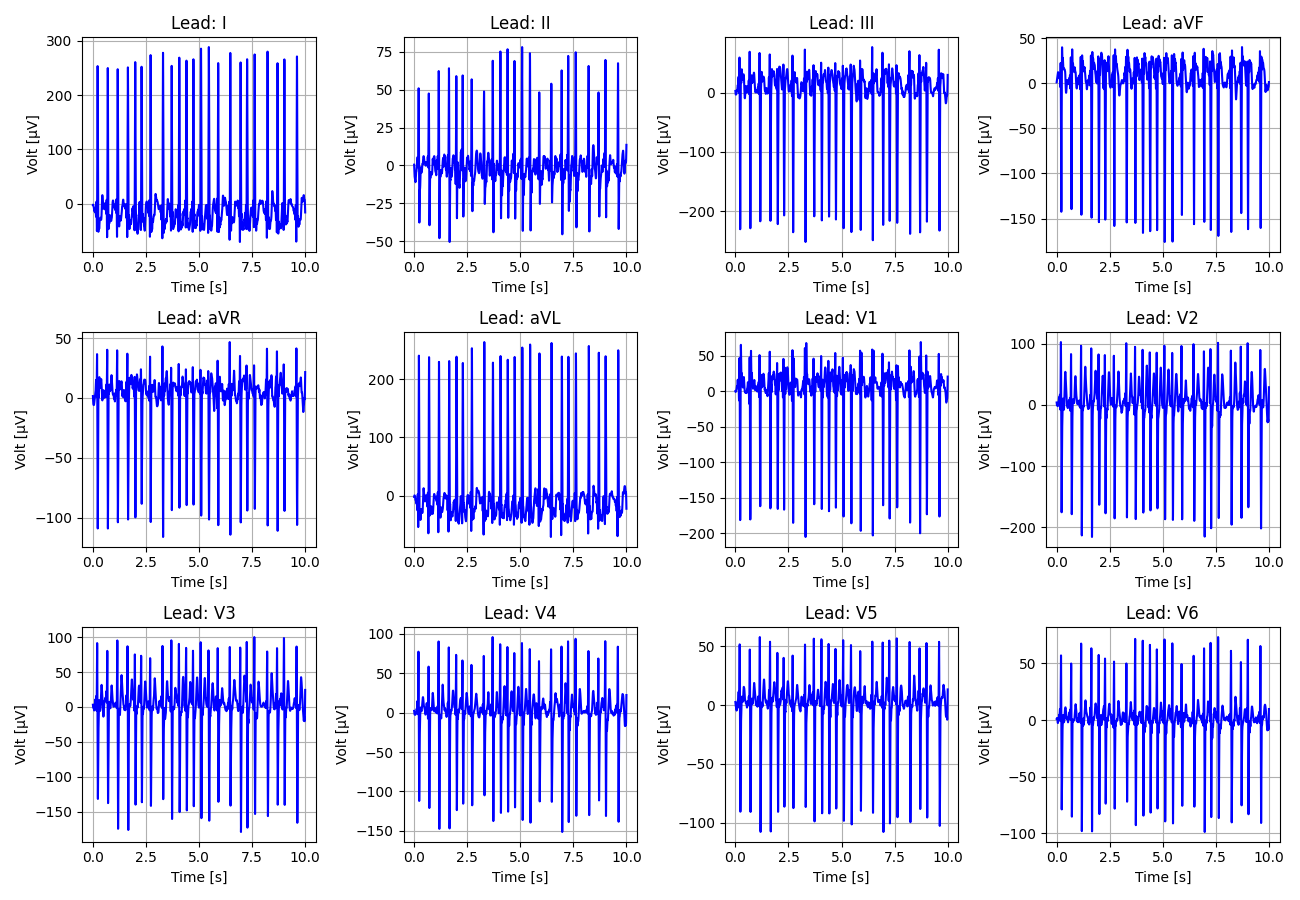 Lead: I Lead: II Lead: III Lead: aVF
Volt [µV] 300 200 100 0
Volt [µV] 75 50 25 0 −25 −50
Volt [µV] 0 −100 −200
Volt [µV] 50 0 −50 −100 −150
0.0 2.5 5.0 7.5 10.0 0.0 2.5 5.0 7.5 10.0 0.0 2.5 5.0 7.5 10.0 0.0 2.5 5.0 7.5 10.0
Time [s] Time [s] Time [s] Time [s]
Lead: aVR Lead: aVL Lead: V1 Lead: V2
Volt [µV] 50 0 −50 −100
Volt [µV] 200 100 0
Volt [µV] 50 0 −50 −100 −150 −200
Volt [µV] 100 0 −100 −200
0.0 2.5 5.0 7.5 10.0 0.0 2.5 5.0 7.5 10.0 0.0 2.5 5.0 7.5 10.0 0.0 2.5 5.0 7.5 10.0
Time [s] Time [s] Time [s] Time [s]
Lead: V3 Lead: V4 Lead: V5 Lead: V6
Volt [µV] 100 50 0 −50 −100 −150
Volt [µV] 100 50 0 −50 −100 −150
Volt [µV] 50 0 −50 −100
Volt [µV] 50 0 −50 −100
0.0 2.5 5.0 7.5 10.0 0.0 2.5 5.0 7.5 10.0 0.0 2.5 5.0 7.5 10.0 0.0 2.5 5.0 7.5 10.0
Time [s] Time [s] Time [s] Time [s]